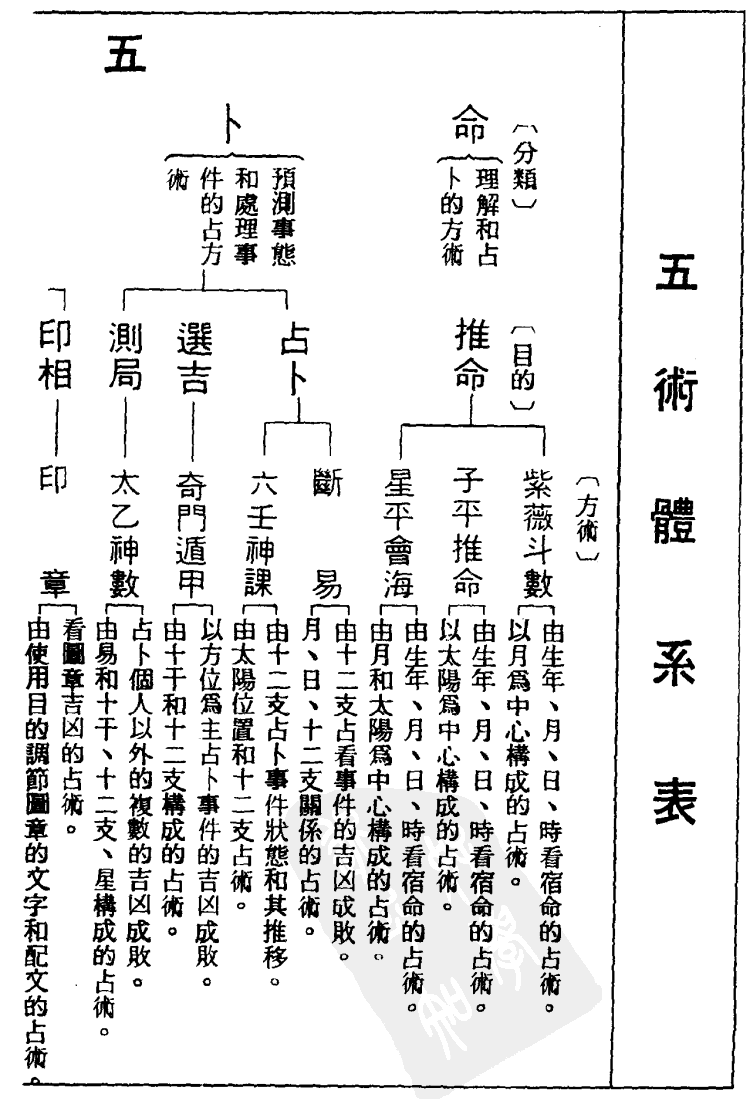 五術體系表
〔方術〕
〔目的〕
〔分類〕
命
理解和占
卜的方術
推命
紫薇斗數
由生年、月、日、時看宿命的占術。
以月爲中心構成的占術。
子平推命
由生年、月、日、時看宿命的占術。
以太陽爲中心構成的占術。
星平會海
由生年、月、日、時看宿命的占術。
由月和太陽爲中心構成的占術。
卜
預測事態
和處理事
件的占方
術
占卜
斷易
由十二支占看事件的吉凶成敗。
月、日、十二支關係的占術。
六壬神課
由十二支占卜事件狀態和其推移。
由太陽位置和十二支占術。
選吉
奇門遁甲
以方位爲主占卜事件的吉凶成敗。
由十干和十二支構成的占術。
測局
太乙神數
占卜個人以外的複數的吉凶成敗。
由易和十干、十二支、星構成的占術。
五
印相
印章
看圖章吉凶的占術。
由使用目的調節圖章的文字和配文的占術。